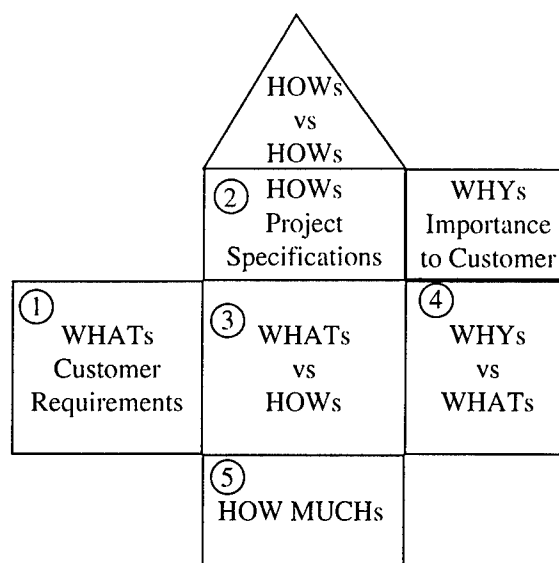 HOWs
vs
HOWs
② HOWs
Project
Specifications
WHYs
Importance
to Customer
① WHATs
Customer
Requirements
③ WHATs
vs
HOWs
④ WHYs
vs
WHATs
⑤ HOW MUCHs